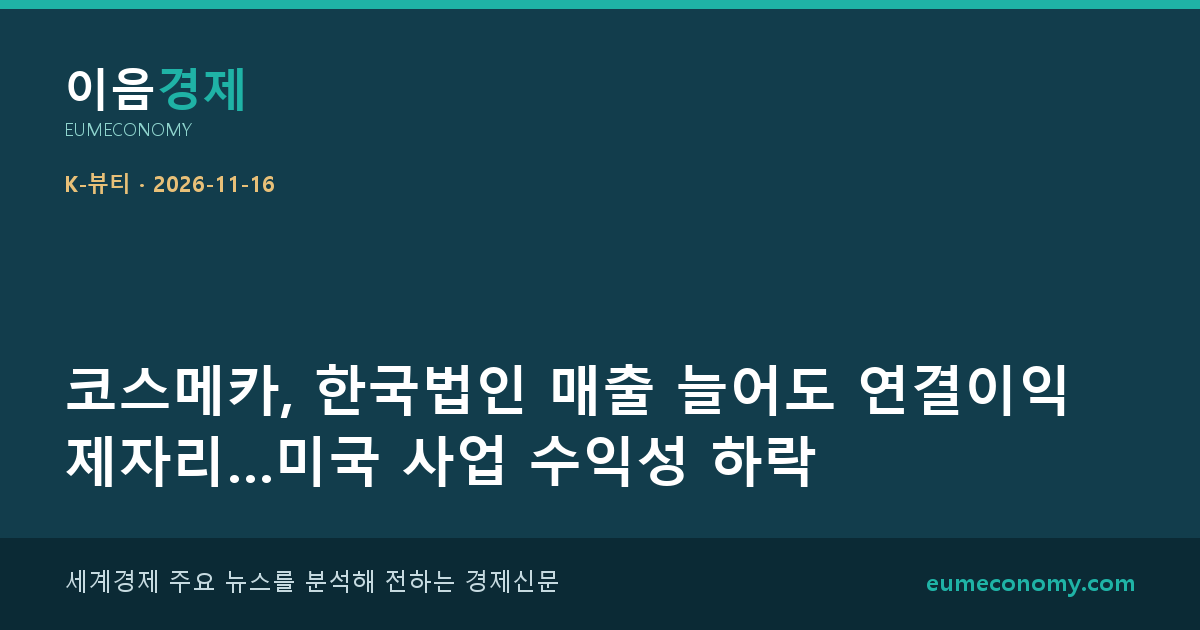 이음경제
EUMECONOMY
K-뷰티 · 2026-11-16
코스메카, 한국법인 매출 늘어도 연결이익
제자리...미국 사업 수익성 하락
세계경제 주요 뉴스를 분석해 전하는 경제신문
eumeconomy.com